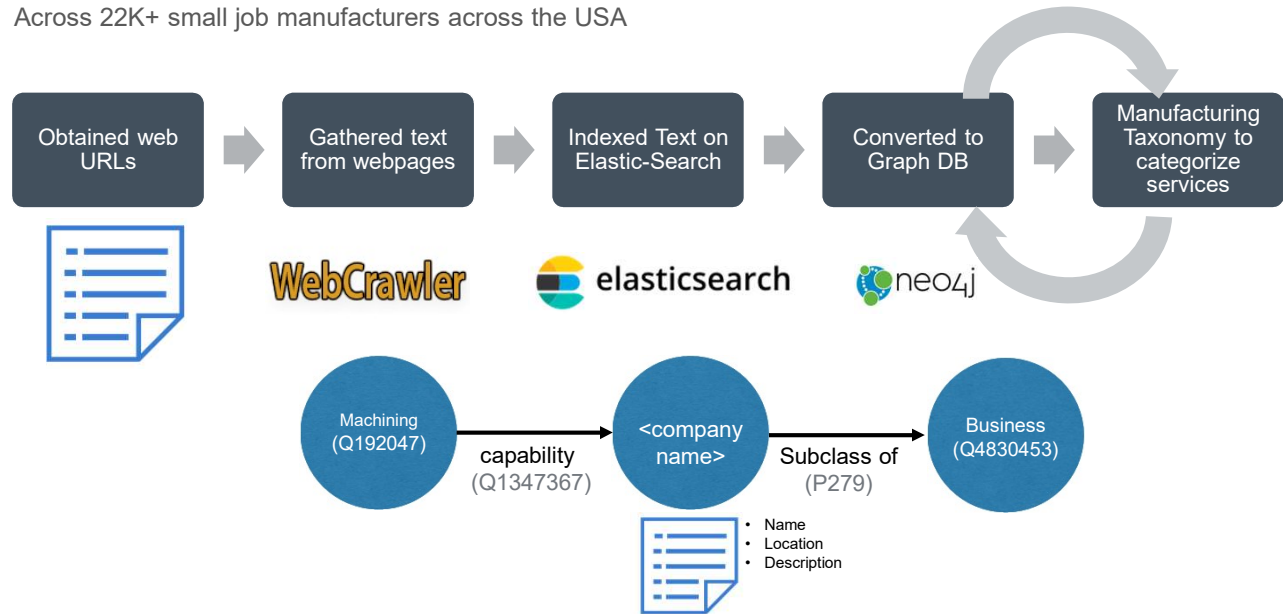 Across 22K+ small job manufacturers across the USA
Obtained web
URLs
Gathered text
from webpages
Indexed Text on
Elastic-Search
Converted to
Graph DB
Manufacturing
Taxonomy to
categorize
services
WebCrawler
elasticsearch
neo4j
Machining
(Q192047)
capability
(Q1347367)
<company
name>
Subclass of
(P279)
Business
(Q4830453)
• Name
• Location
• Description